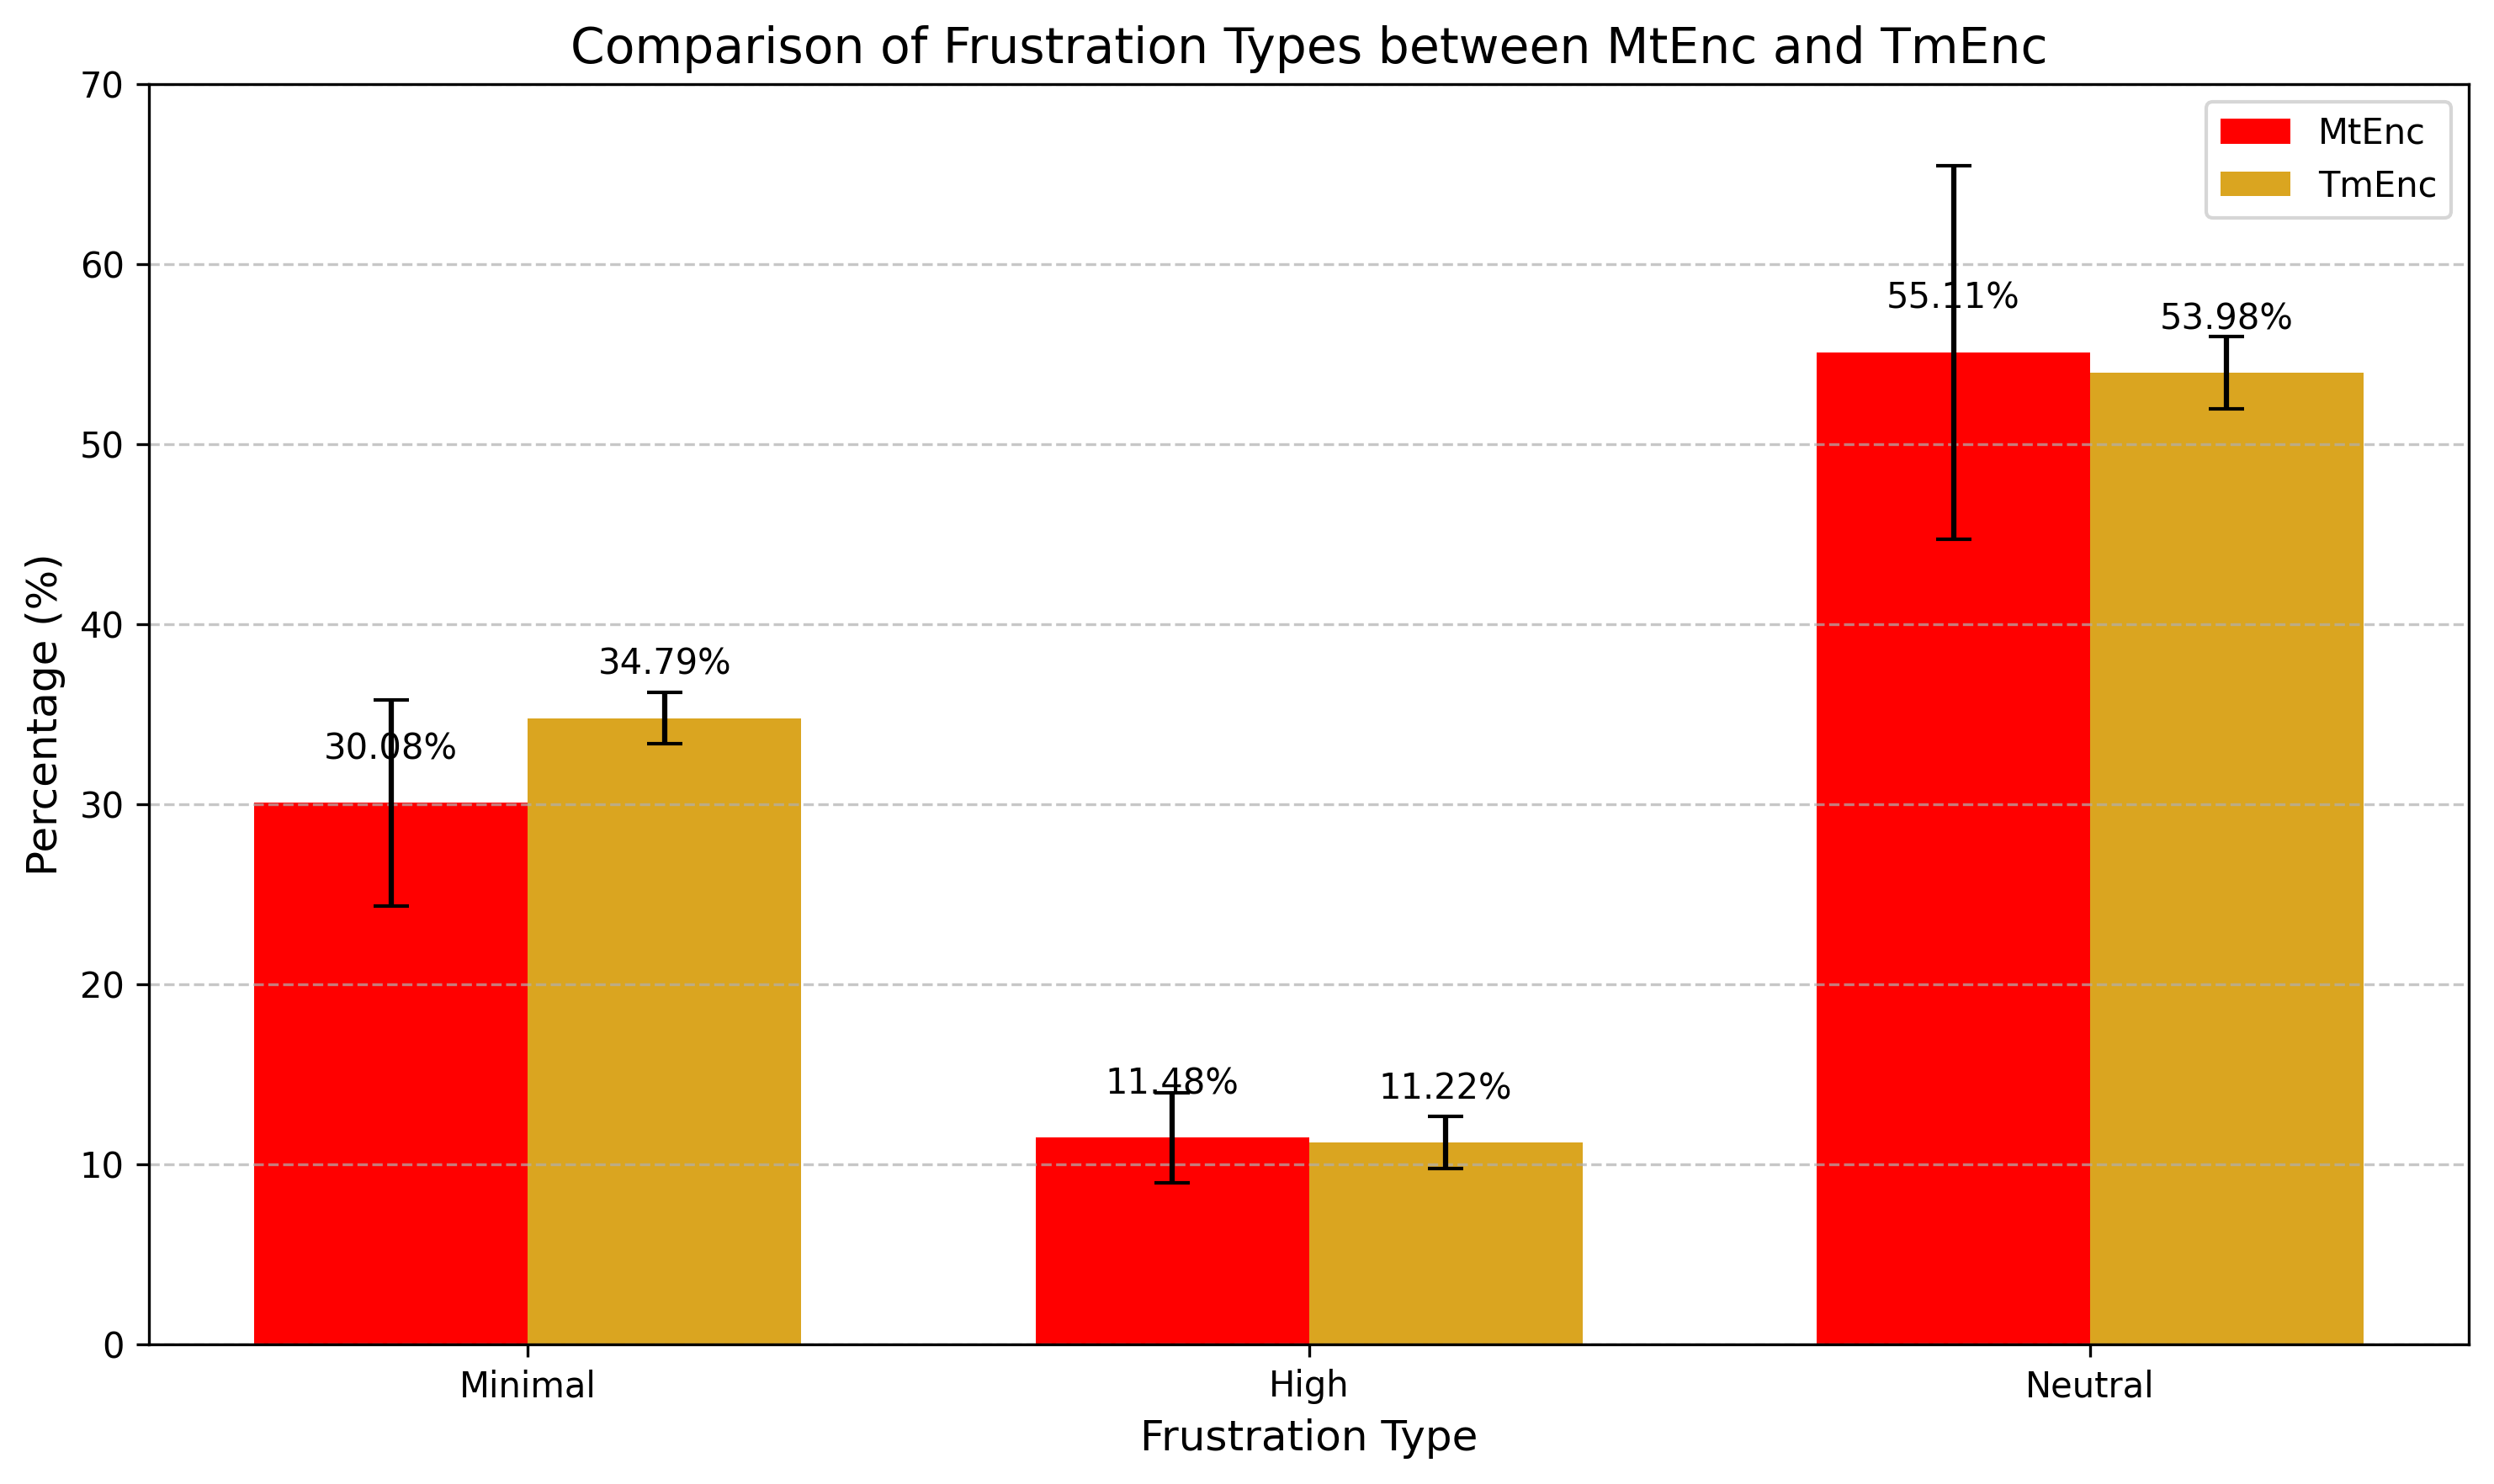 Comparison of Frustration Types between MtEnc and TmEnc
MtEnc
TmEnc
Percentage (%)
70
60
50
40
30
20
10
0
30.08%
34.79%
11.48%
11.22%
55.11%
53.98%
Minimal
High
Neutral
Frustration Type